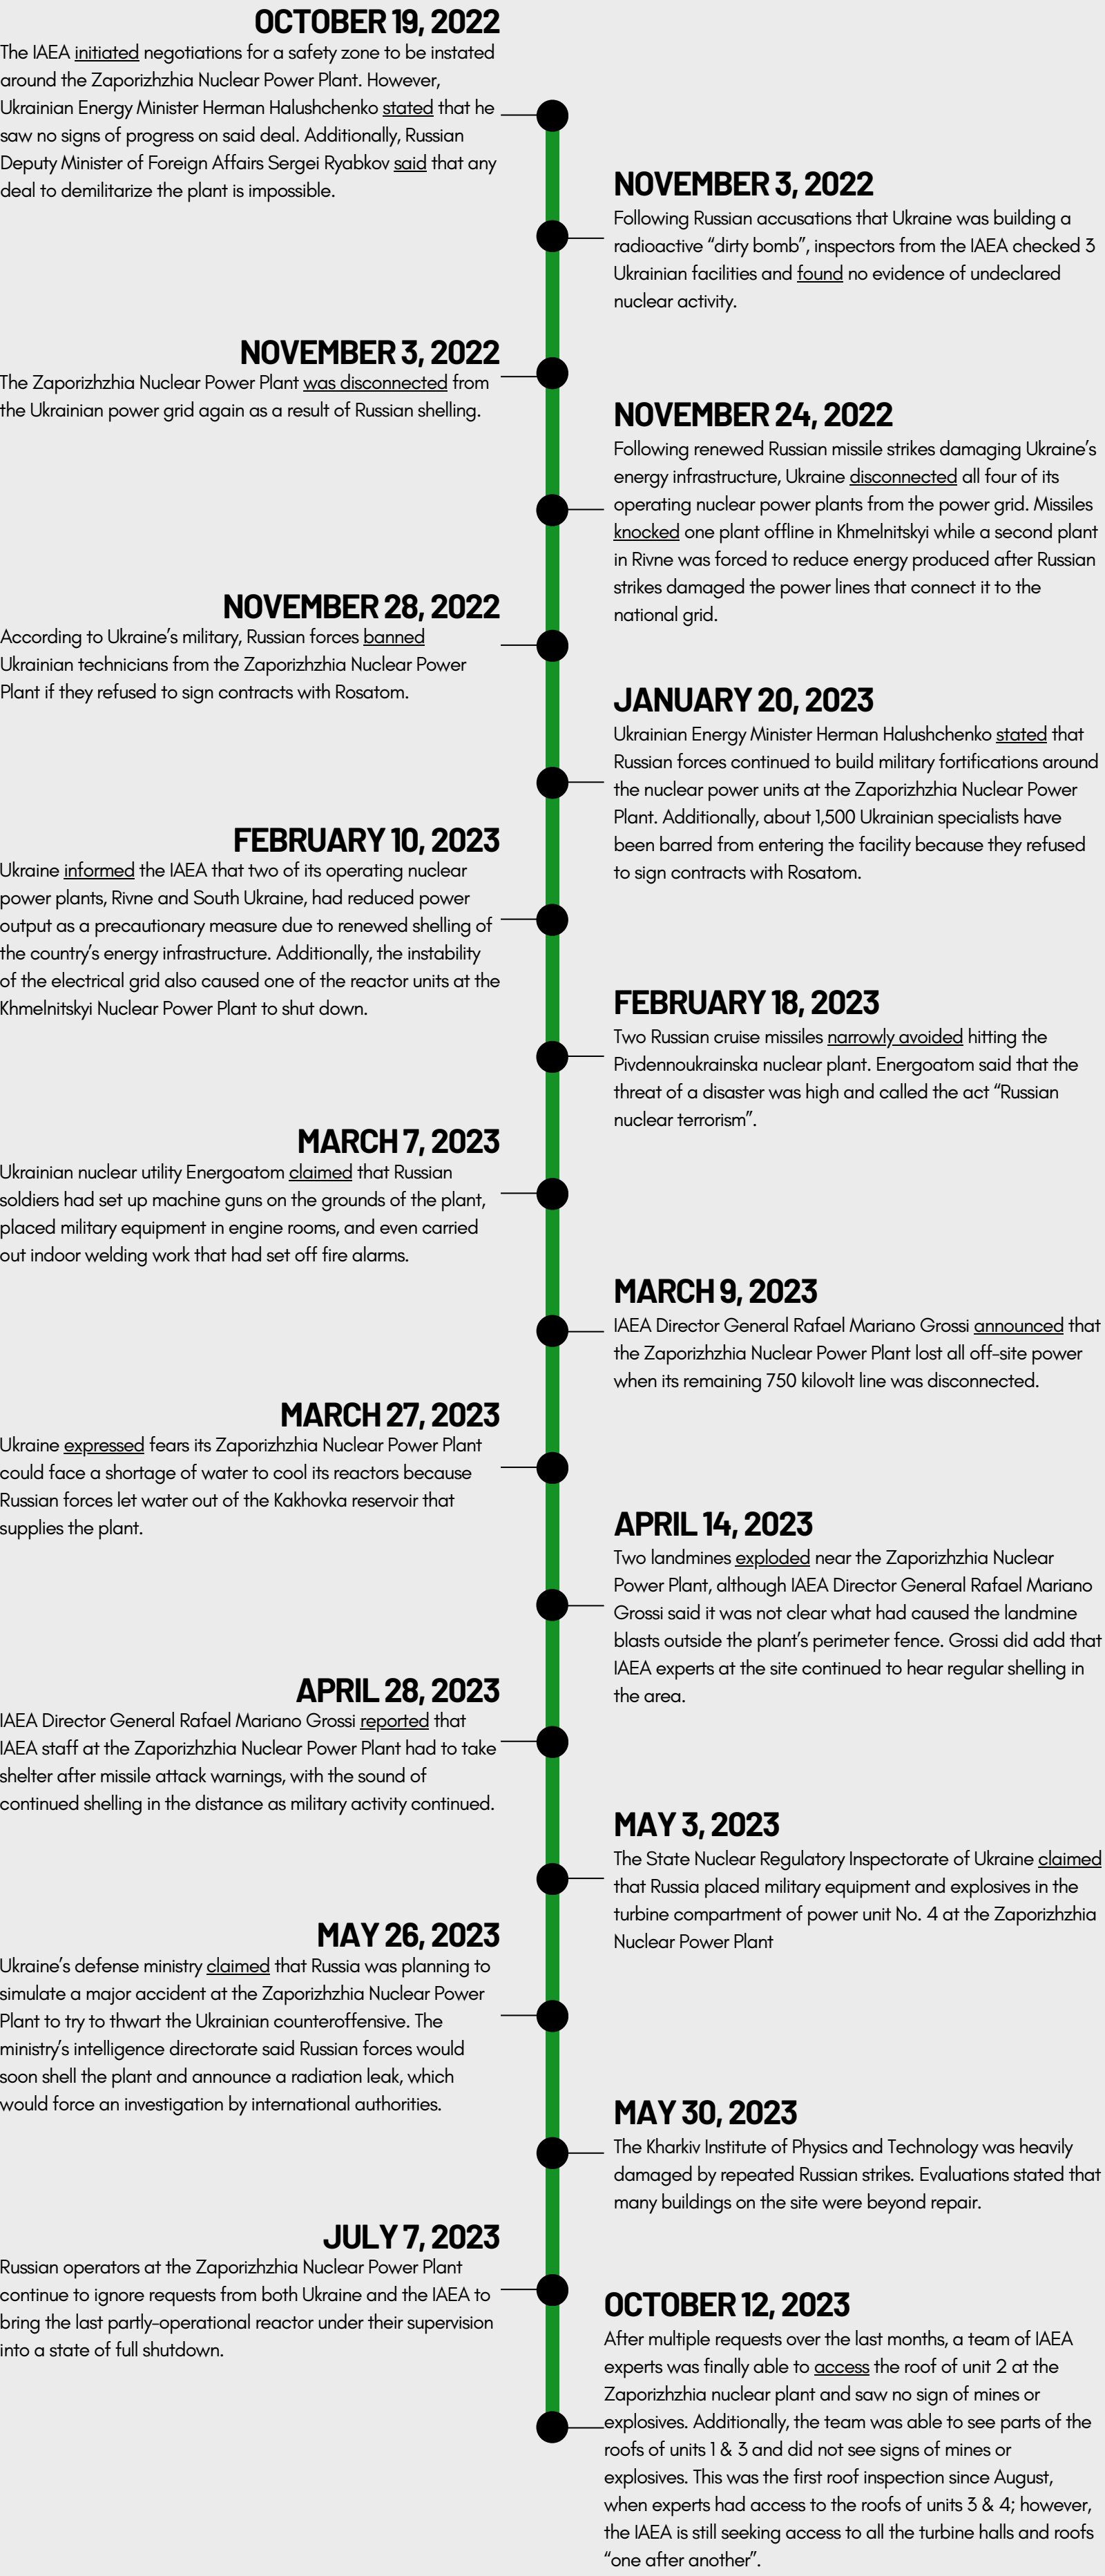 OCTOBER 19, 2022
The IAEA initiated negotiations for a safety zone to be instated
around the Zaporizhzhia Nuclear Power Plant. However,
Ukrainian Energy Minister Herman Halushchenko stated that he
saw no signs of progress on said deal. Additionally, Russian
Deputy Minister of Foreign Affairs Sergei Ryabkov said that any
deal to demilitarize the plant is impossible.
NOVEMBER 3, 2022
Following Russian accusations that Ukraine was building a
radioactive “dirty bomb”, inspectors from the IAEA checked 3
Ukrainian facilities and found no evidence of undeclared
nuclear activity.
NOVEMBER 3, 2022
The Zaporizhzhia Nuclear Power Plant was disconnected from
the Ukrainian power grid again as a result of Russian shelling.
NOVEMBER 24, 2022
Following renewed Russian missile strikes damaging Ukraine’s
energy infrastructure, Ukraine disconnected all four of its
operating nuclear power plants from the power grid. Missiles
knocked one plant offline in Khmelnitskyi while a second plant
in Rivne was forced to reduce energy produced after Russian
strikes damaged the power lines that connect it to the
national grid.
NOVEMBER 28, 2022
According to Ukraine’s military, Russian forces banned
Ukrainian technicians from the Zaporizhzhia Nuclear Power
Plant if they refused to sign contracts with Rosatom.
JANUARY 20, 2023
Ukrainian Energy Minister Herman Halushchenko stated that
Russian forces continued to build military fortifications around
the nuclear power units at the Zaporizhzhia Nuclear Power
Plant. Additionally, about 1,500 Ukrainian specialists have
been barred from entering the facility because they refused
to sign contracts with Rosatom.
FEBRUARY 10, 2023
Ukraine informed the IAEA that two of its operating nuclear
power plants, Rivne and South Ukraine, had reduced power
output as a precautionary measure due to renewed shelling of
the country’s energy infrastructure. Additionally, the instability
of the electrical grid also caused one of the reactor units at the
Khmelnitskyi Nuclear Power Plant to shut down.
FEBRUARY 18, 2023
Two Russian cruise missiles narrowly avoided hitting the
Pivdennoukrainska nuclear plant. Energoatom said that the
threat of a disaster was high and called the act “Russian
nuclear terrorism”.
MARCH 7, 2023
Ukrainian nuclear utility Energoatom claimed that Russian
soldiers had set up machine guns on the grounds of the plant,
placed military equipment in engine rooms, and even carried
out indoor welding work that had set off fire alarms.
MARCH 9, 2023
IAEA Director General Rafael Mariano Grossi announced that
the Zaporizhzhia Nuclear Power Plant lost all off-site power
when its remaining 750 kilovolt line was disconnected.
MARCH 27, 2023
Ukraine expressed fears its Zaporizhzhia Nuclear Power Plant
could face a shortage of water to cool its reactors because
Russian forces let water out of the Kakhovka reservoir that
supplies the plant.
APRIL 14, 2023
Two landmines exploded near the Zaporizhzhia Nuclear
Power Plant, although IAEA Director General Rafael Mariano
Grossi said it was not clear what had caused the landmine
blasts outside the plant’s perimeter fence. Grossi did add that
IAEA experts at the site continued to hear regular shelling in
the area.
APRIL 28, 2023
IAEA Director General Rafael Mariano Grossi reported that
IAEA staff at the Zaporizhzhia Nuclear Power Plant had to take
shelter after missile attack warnings, with the sound of
continued shelling in the distance as military activity continued.
MAY 3, 2023
The State Nuclear Regulatory Inspectorate of Ukraine claimed
that Russia placed military equipment and explosives in the
turbine compartment of power unit No. 4 at the Zaporizhzhia
Nuclear Power Plant
MAY 26, 2023
Ukraine’s defense ministry claimed that Russia was planning to
simulate a major accident at the Zaporizhzhia Nuclear Power
Plant to try to thwart the Ukrainian counteroffensive. The
ministry’s intelligence directorate said Russian forces would
soon shell the plant and announce a radiation leak, which
would force an investigation by international authorities.
MAY 30, 2023
The Kharkiv Institute of Physics and Technology was heavily
damaged by repeated Russian strikes. Evaluations stated that
many buildings on the site were beyond repair.
JULY 7, 2023
Russian operators at the Zaporizhzhia Nuclear Power Plant
continue to ignore requests from both Ukraine and the IAEA to
bring the last partly-operational reactor under their supervision
into a state of full shutdown.
OCTOBER 12, 2023
After multiple requests over the last months, a team of IAEA
experts was finally able to access the roof of unit 2 at the
Zaporizhzhia nuclear plant and saw no sign of mines or
explosives. Additionally, the team was able to see parts of the
roofs of units 1 & 3 and did not see signs of mines or
explosives. This was the first roof inspection since August,
when experts had access to the roofs of units 3 & 4; however,
the IAEA is still seeking access to all the turbine halls and roofs
“one after another”.